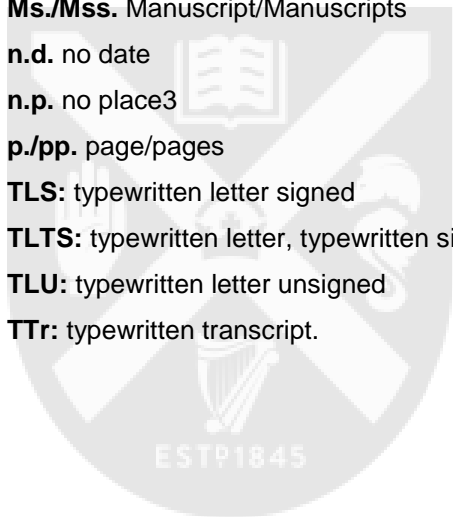 Ms./Mss. Manuscript/Manuscripts
n.d. no date
n.p. no place3
p./pp. page/pages
TLS: typewritten letter signed
TLTS: typewritten letter, typewritten si
TLU: typewritten letter unsigned
TTr: typewritten transcript.
ESTD1845